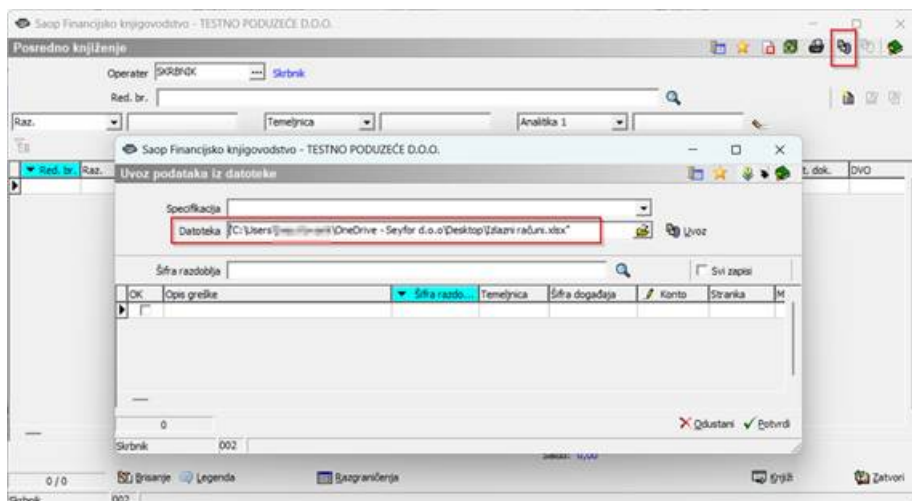 Saop Financijsko knjigovodstvo - TESTNO PODUZEĆE D.O.O.
Posredno knjiženje
Operater SKRBNIK ... Skrbnik
Red. br.
Raz. Temeljnica Analitika 1
Red. br. Raz. t. dok. DVO
Saop Financijsko knjigovodstvo - TESTNO PODUZEĆE D.O.O.
Uvoz podataka iz datoteke
Specifikacija
Datoteka "C:\Users\ \OneDrive - Seyfor d.o.o\Desktop\Izlazni računi.xlsx" Uvoz
Šifra razdoblja Svi zapisi
OK Opis greške Šifra razdo... Temeljnica Šifra događaja Konto Stranka M
0 Odustani Potvrdi
Skrbnik 002
0 / 0 Brisanje Legenda Razgraničenja Knjiži Zatvori
Skrbnik 002